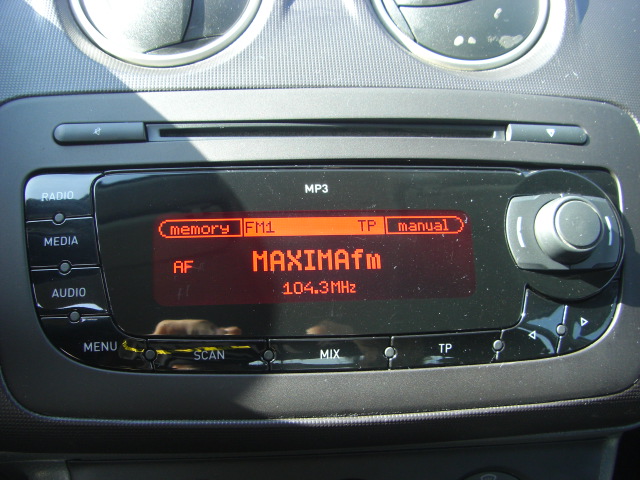 MP3
RADIO
memory FM1 TP manual
MEDIA
AF MAXIMAfm
104.3MHz
AUDIO
MENU SCAN MIX TP